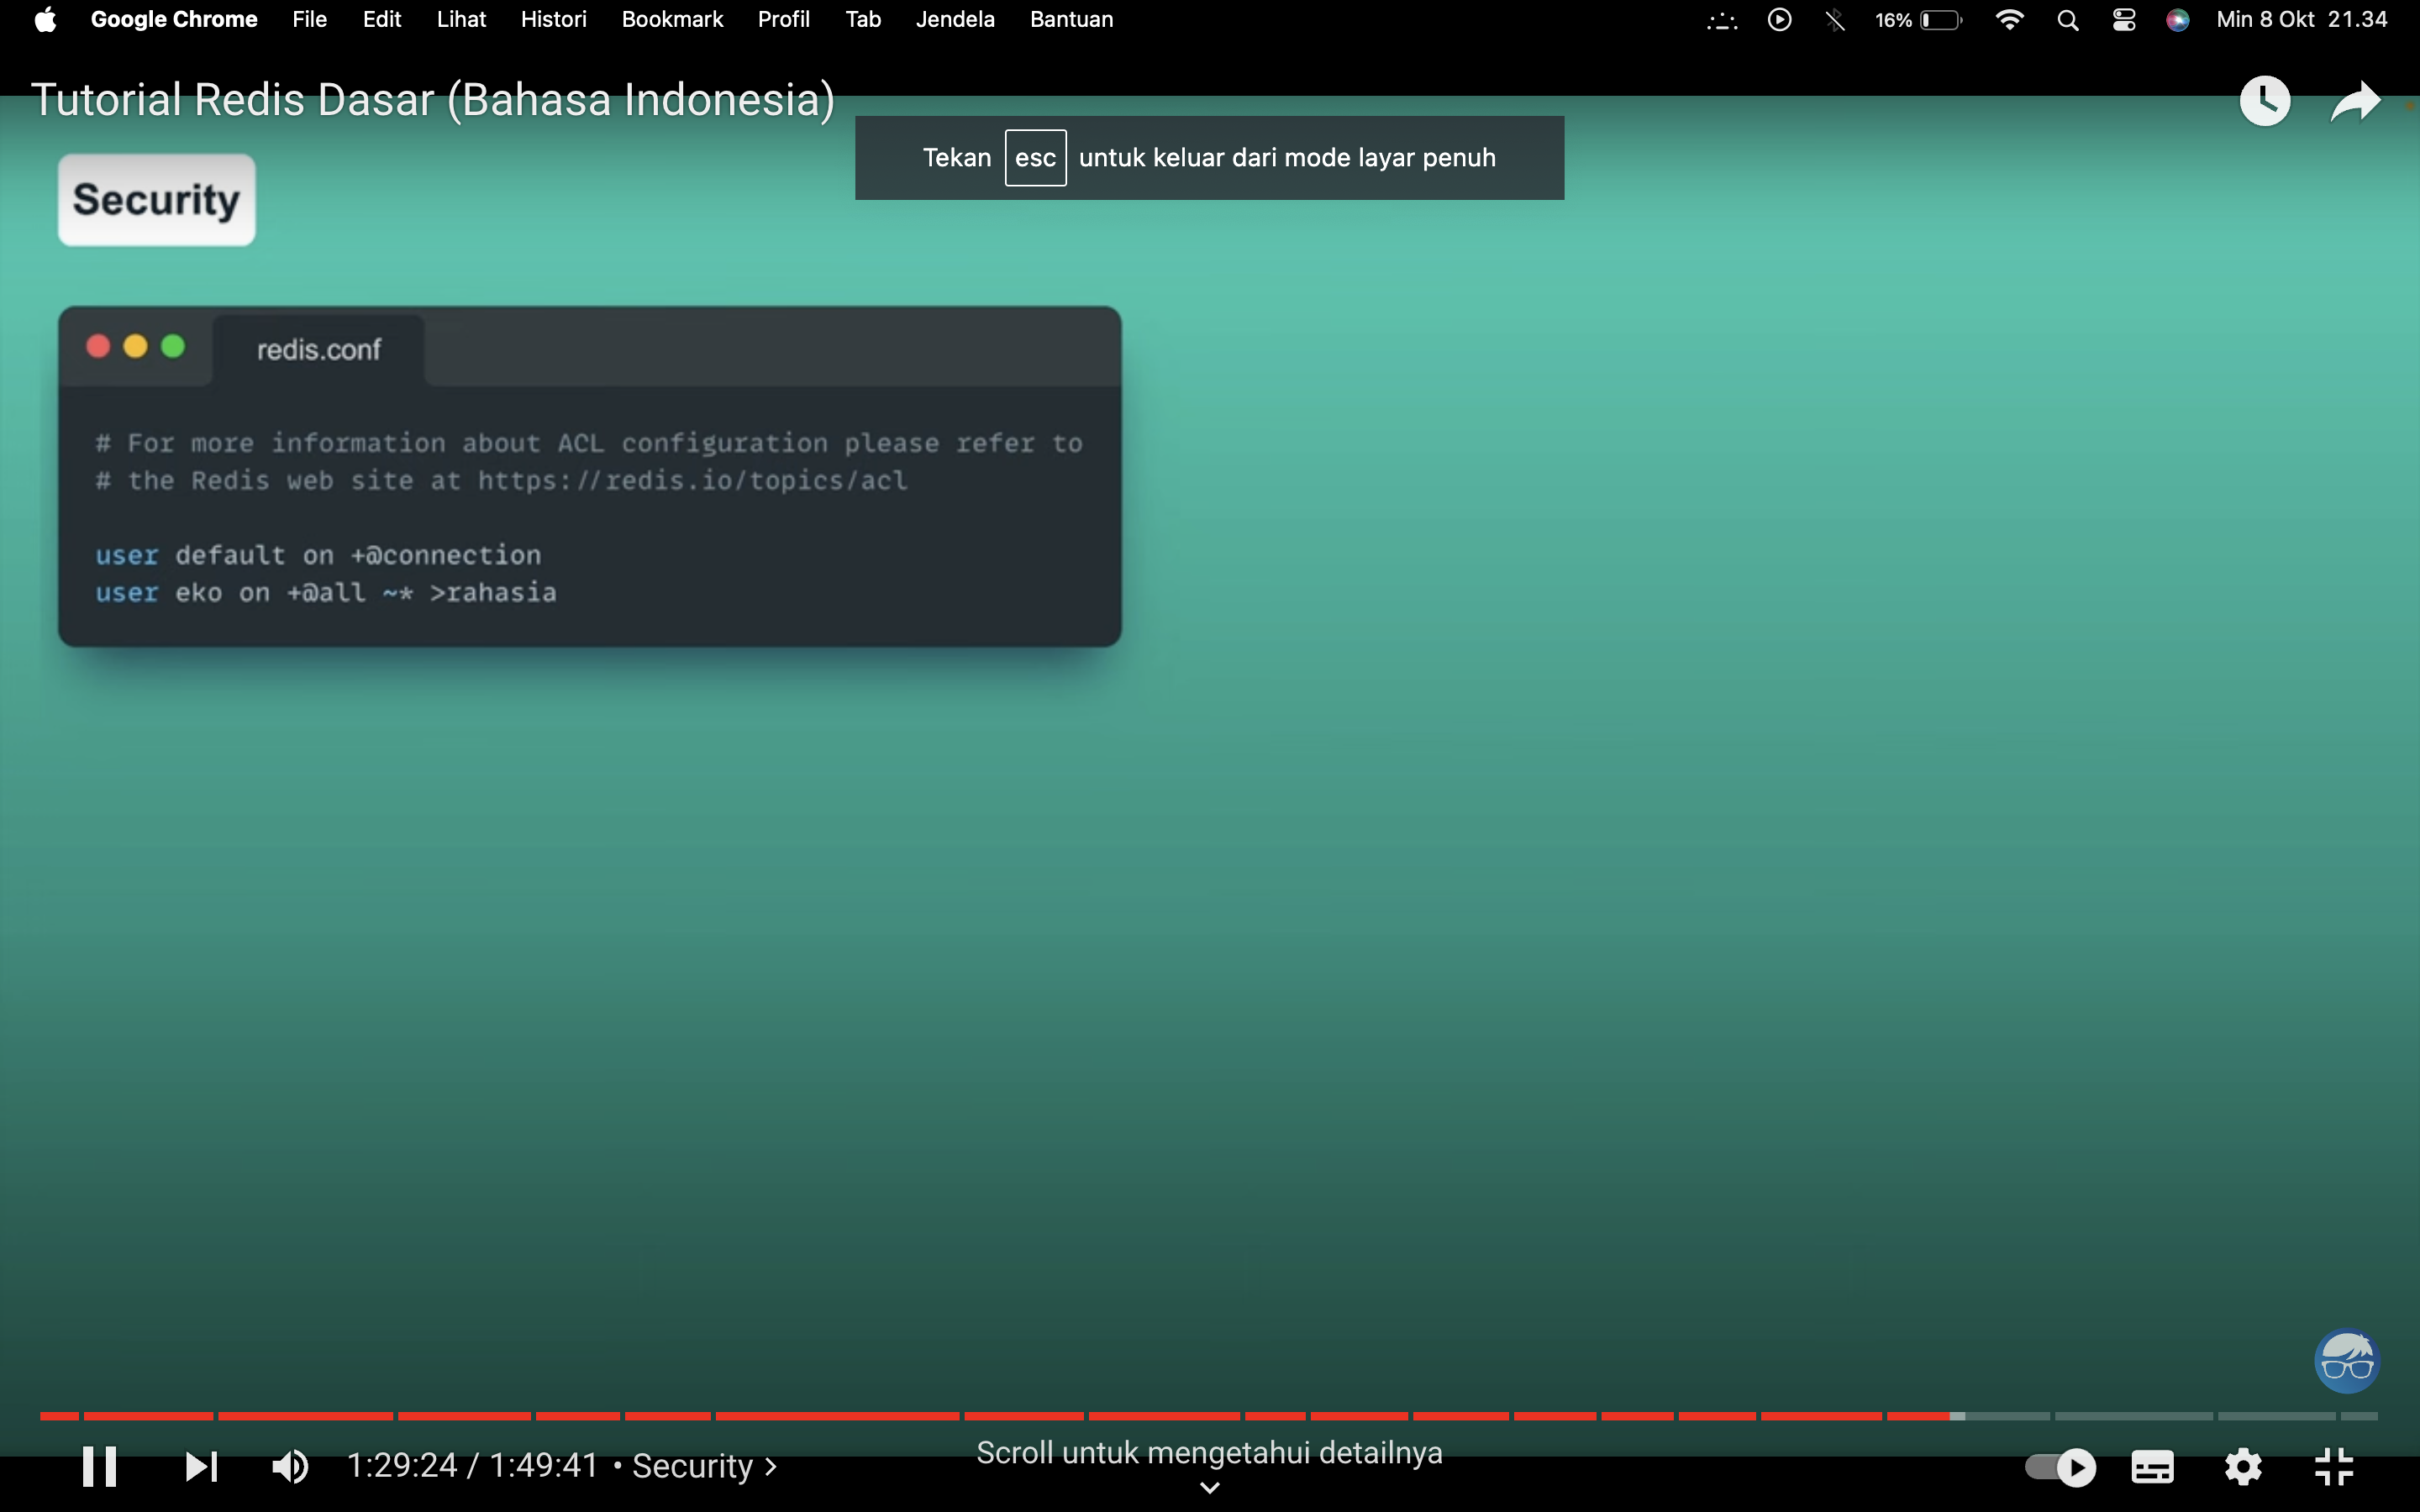 Google Chrome File Edit Lihat Histori Bookmark Profil Tab Jendela Bantuan 16% Min 8 Okt 21.34
Tutorial Redis Dasar (Bahasa Indonesia)
Tekan esc untuk keluar dari mode layar penuh
Security
redis.conf
# For more information about ACL configuration please refer to
# the Redis web site at https://redis.io/topics/acl
user default on +@connection
user eko on +@all ~* >rahasia
1:29:24 / 1:49:41 • Security >
Scroll untuk mengetahui detailnya